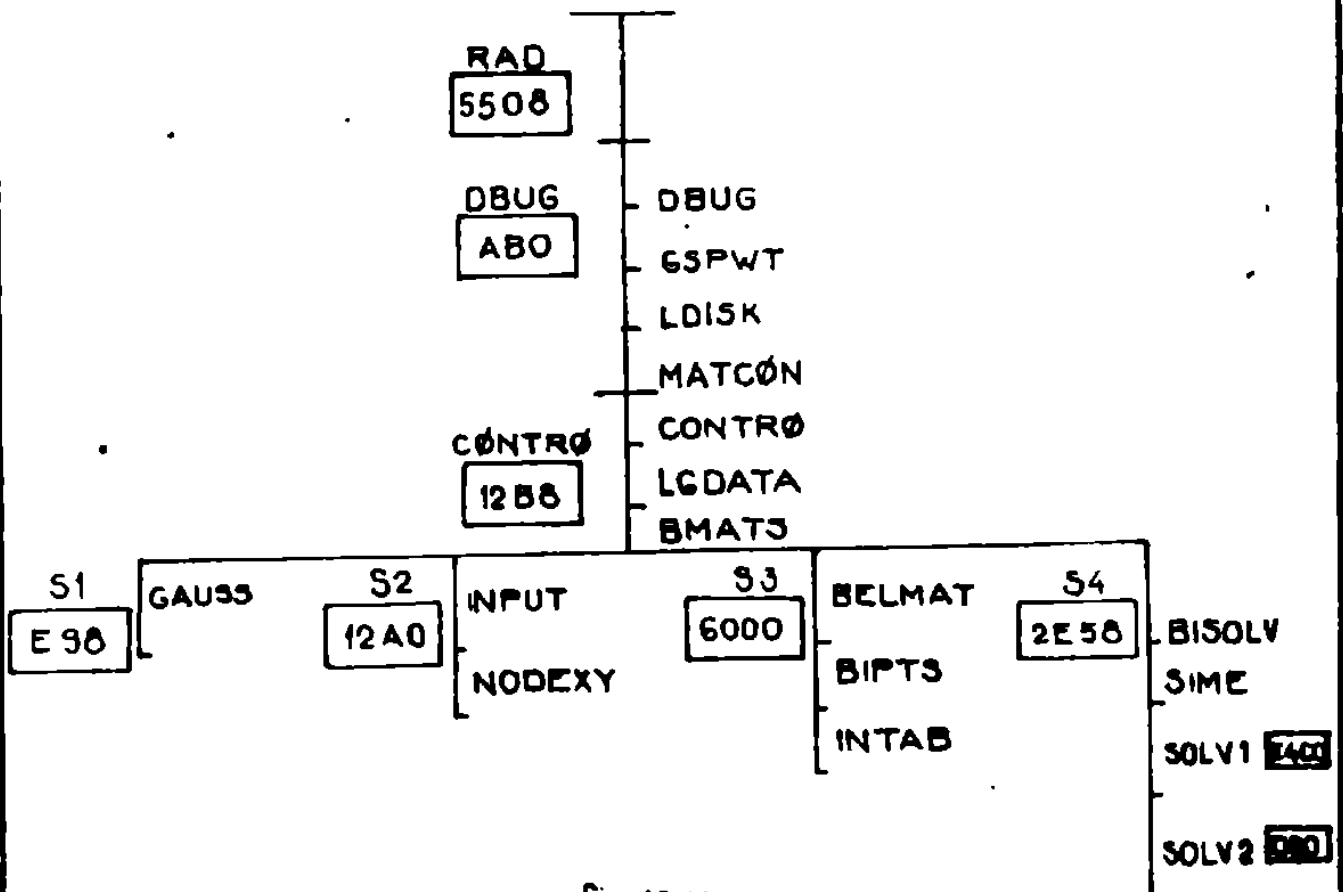 RAD
5508
DBUG
AB0
DBUG
GSPWT
LDISK
MATCØN
CØNTRØ
12B8
CONTRØ
LGDATA
BMATS
S1
E98
GAUSS
S2
12A0
INPUT
NODEXY
S3
6000
BELMAT
BIPTS
INTAB
S4
2E58
BISOLV
SIME
SOLV1
SOLV2